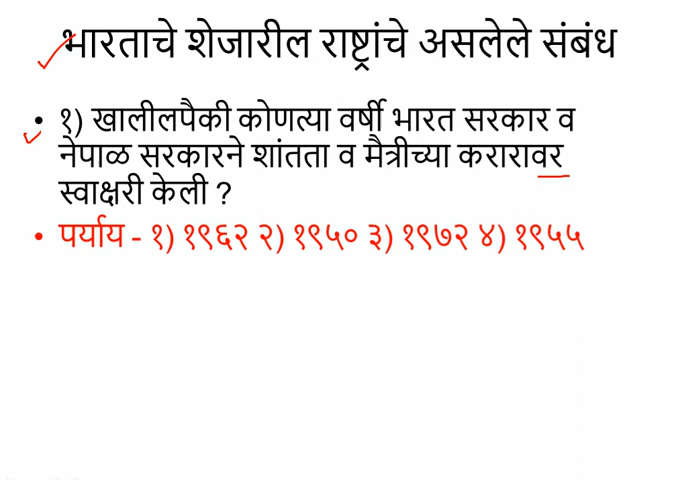 भारताचे शेजारील राष्ट्रांचे असलेले संबंध
• १) खालीलपैकी कोणत्या वर्षी भारत सरकार व
नेपाळ सरकारने शांतता व मैत्रीच्या करारावर
स्वाक्षरी केली ?
• पर्याय - १) १९६२ २) १९५० ३) १९७२ ४) १९५५